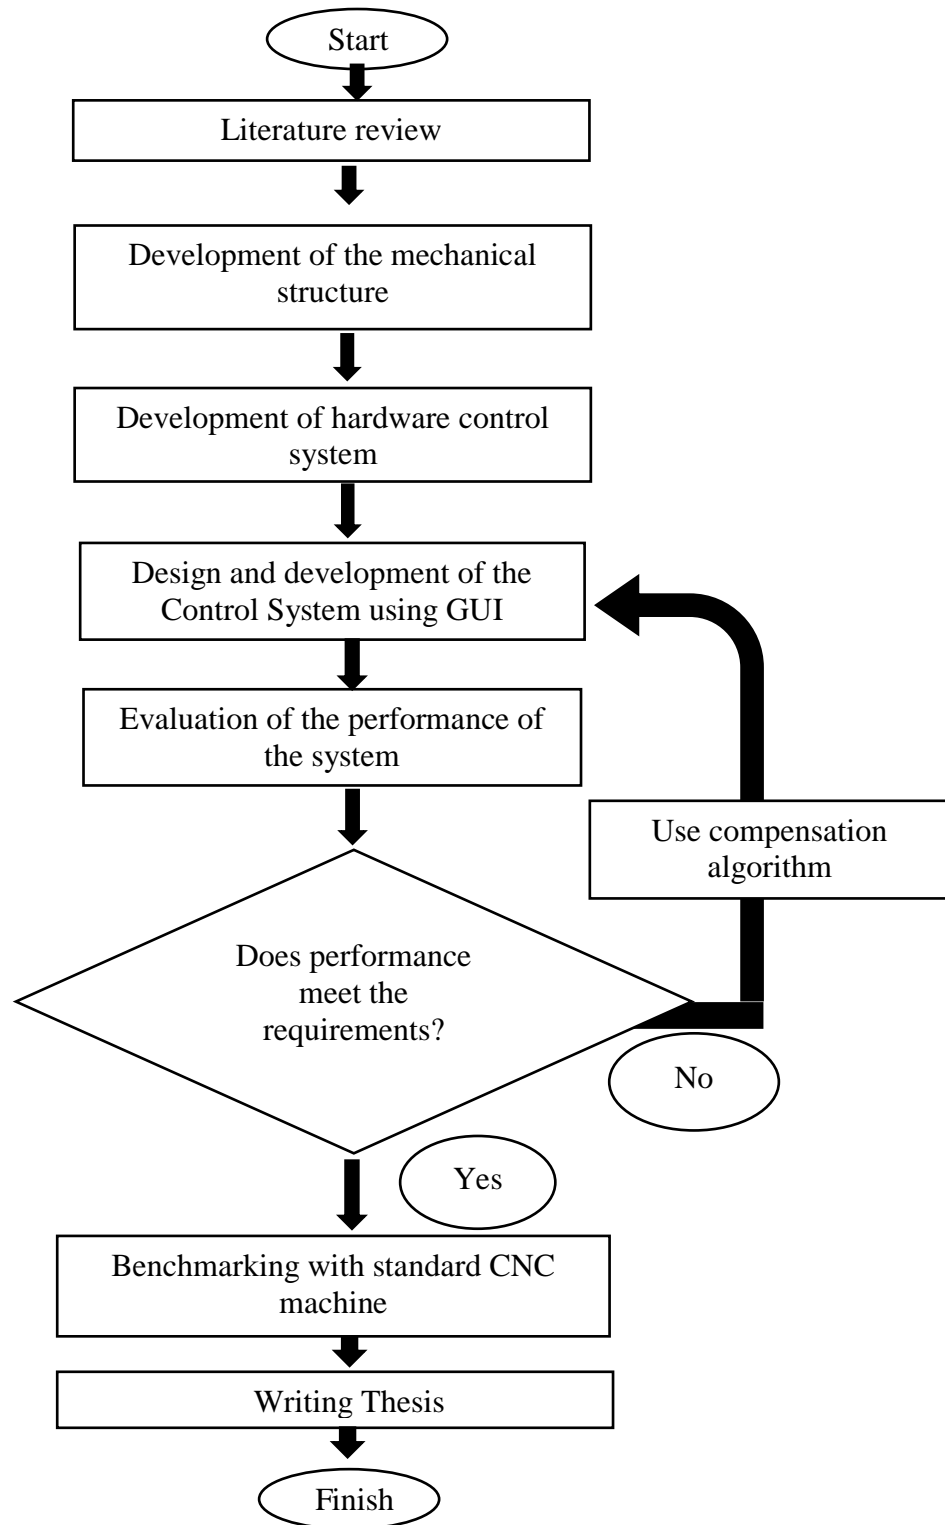 Start
Literature review
Development of the mechanical
structure
Development of hardware control
system
Design and development of the
Control System using GUI
Evaluation of the performance of
the system
Use compensation
algorithm
Does performance
meet the
requirements?
No
Yes
Benchmarking with standard CNC
machine
Writing Thesis
Finish